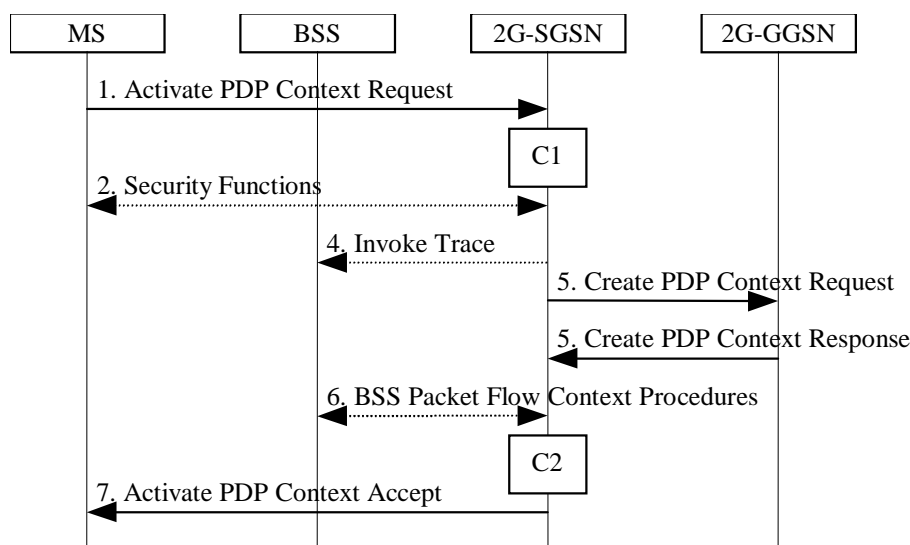 MS BSS 2G-SGSN 2G-GGSN
1. Activate PDP Context Request
C1
2. Security Functions
4. Invoke Trace
5. Create PDP Context Request
5. Create PDP Context Response
6. BSS Packet Flow Context Procedures
C2
7. Activate PDP Context Accept